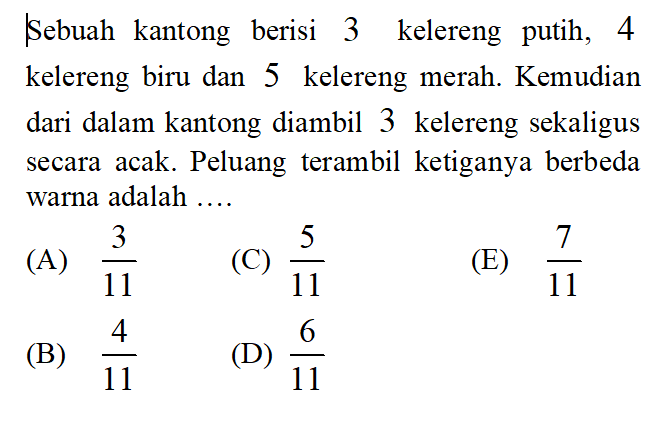 Sebuah kantong berisi 3 kelereng putih, 4
kelereng biru dan 5 kelereng merah. Kemudian
dari dalam kantong diambil 3 kelereng sekaligus
secara acak. Peluang terambil ketiganya berbeda
warna adalah ....
(A) 3/11 (C) 5/11 (E) 7/11
(B) 4/11 (D) 6/11